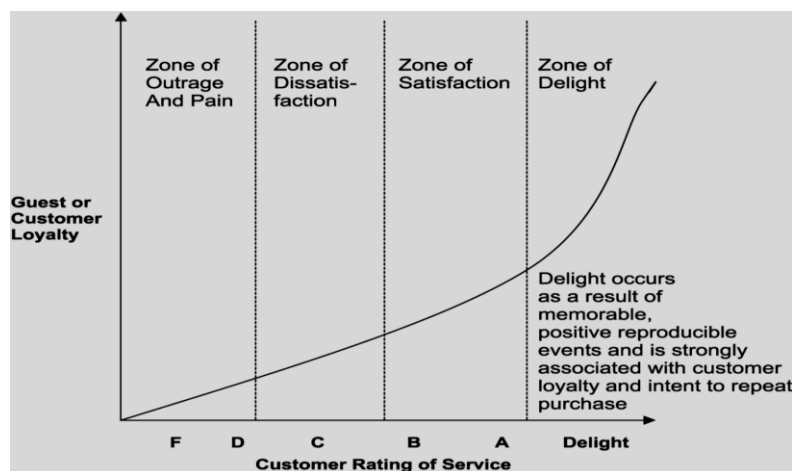 Zone of
Outrage
And Pain
Zone of
Dissatis-
faction
Zone of
Satisfaction
Zone of
Delight
Guest or
Customer
Loyalty
Delight occurs
as a result of
memorable,
positive reproducible
events and is strongly
associated with customer
loyalty and intent to repeat
purchase
F D C B A Delight
Customer Rating of Service